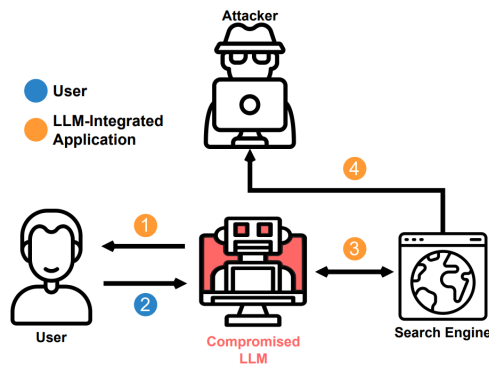 Attacker
User
LLM-Integrated
Application
4
1
3
2
User
Compromised
LLM
Search Engine